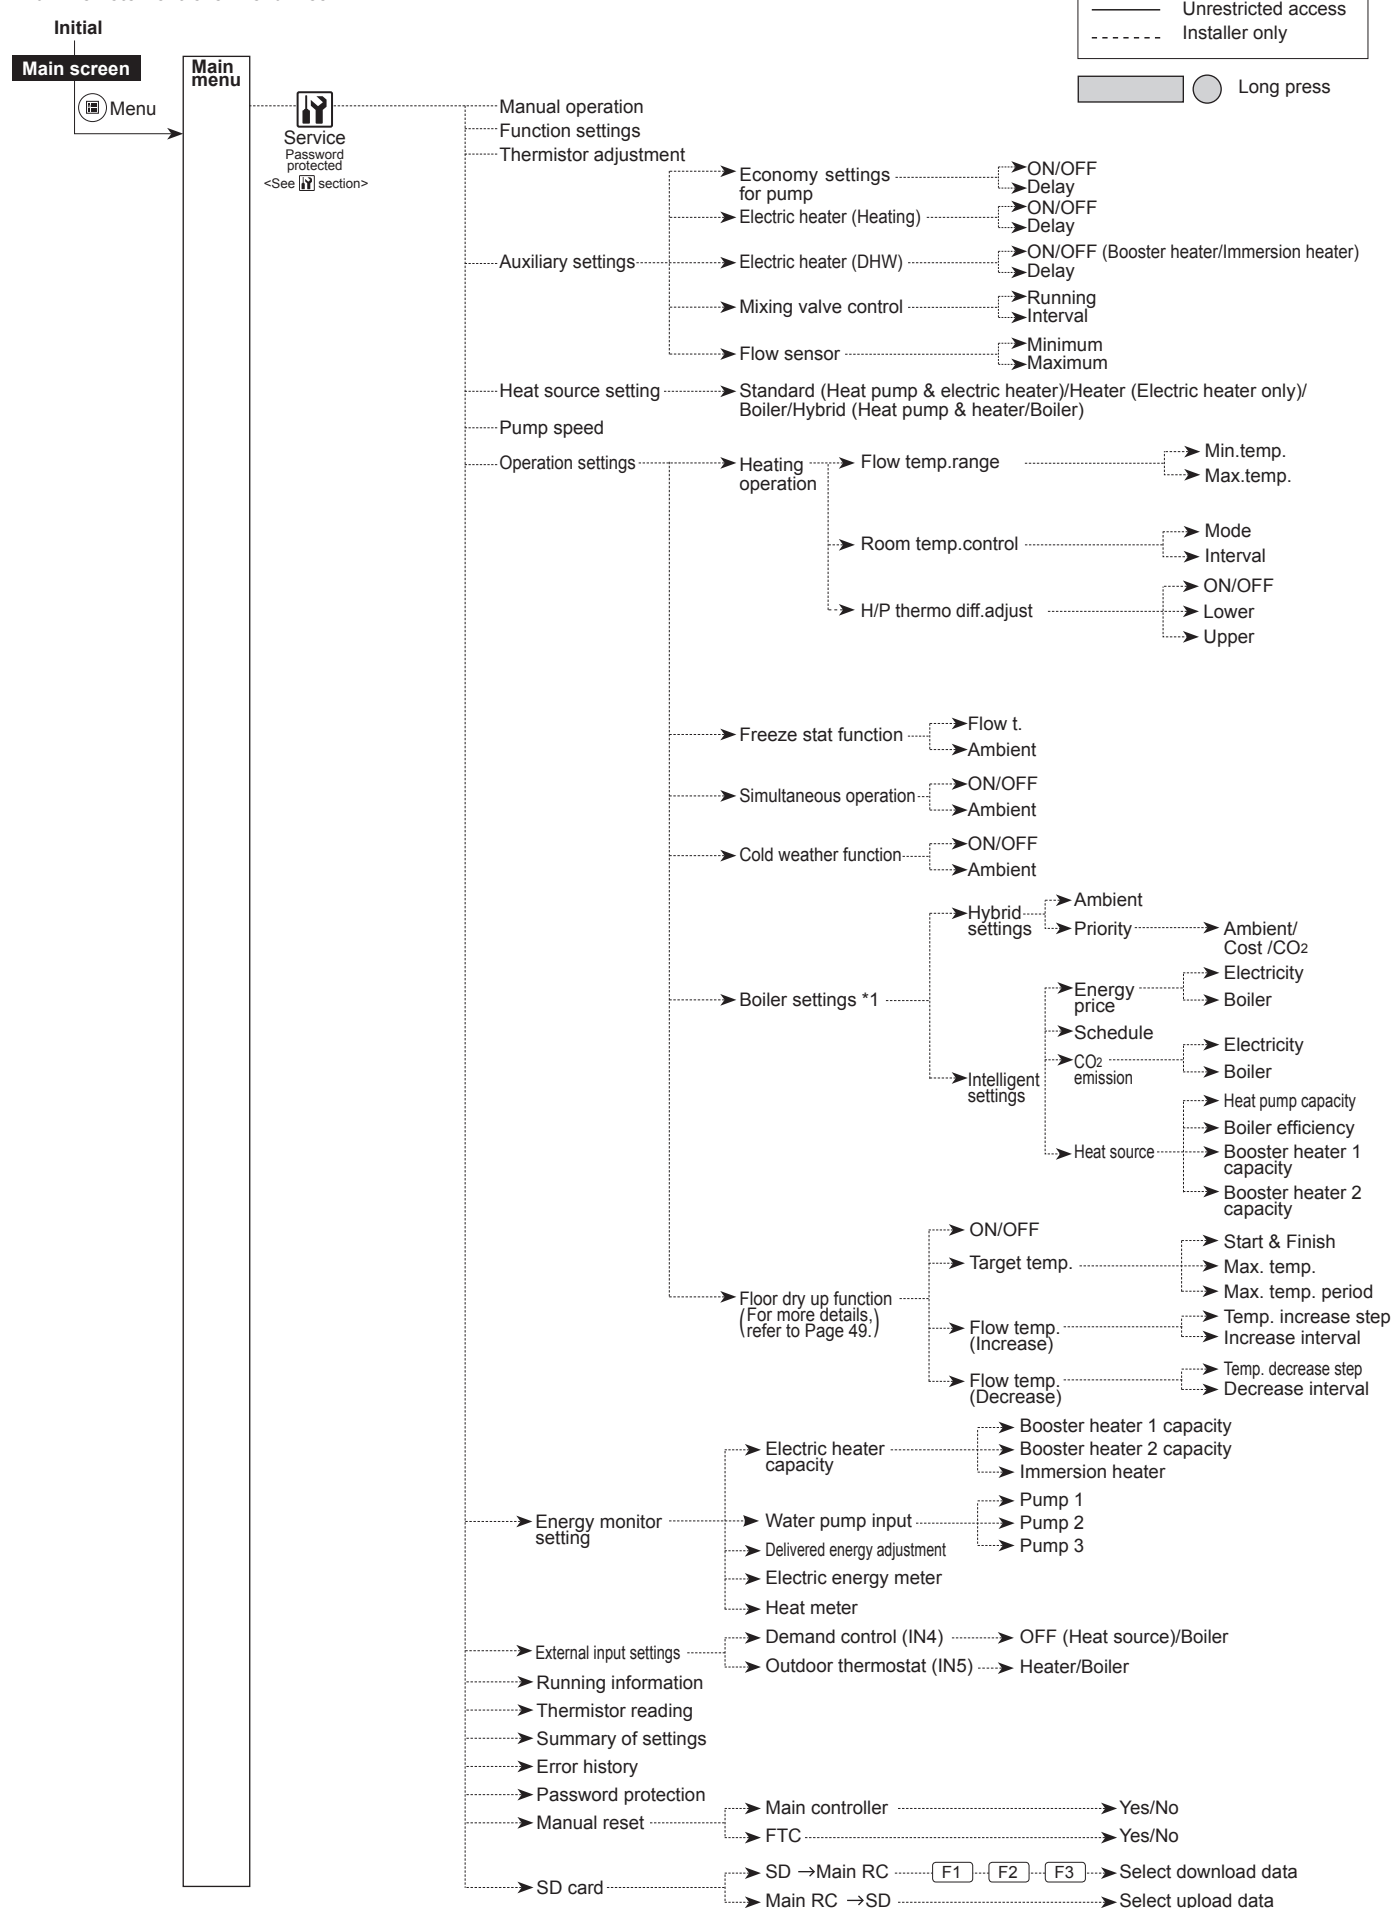 Initial
Main screen
Menu
Main
menu
Unrestricted access
Installer only
Long press
Service
Password
protected
<See section>
Manual operation
Function settings
Thermistor adjustment
Auxiliary settings
Economy settings
for pump
ON/OFF
Delay
Electric heater (Heating)
ON/OFF
Delay
Electric heater (DHW)
ON/OFF (Booster heater/Immersion heater)
Delay
Mixing valve control
Running
Interval
Flow sensor
Minimum
Maximum
Heat source setting
Standard (Heat pump & electric heater)/Heater (Electric heater only)/
Boiler/Hybrid (Heat pump & heater/Boiler)
Pump speed
Operation settings
Heating
operation
Flow temp.range
Min.temp.
Max.temp.
Room temp.control
Mode
Interval
H/P thermo diff.adjust
ON/OFF
Lower
Upper
Freeze stat function
Flow t.
Ambient
Simultaneous operation
ON/OFF
Ambient
Cold weather function
ON/OFF
Ambient
Boiler settings *1
Hybrid
settings
Ambient
Priority
Ambient/
Cost /CO2
Intelligent
settings
Energy
price
Electricity
Boiler
Schedule
CO2
emission
Electricity
Boiler
Heat source
Heat pump capacity
Boiler efficiency
Booster heater 1
capacity
Booster heater 2
capacity
Floor dry up function
(For more details,
refer to Page 49.)
ON/OFF
Target temp.
Start & Finish
Max. temp.
Max. temp. period
Flow temp.
(Increase)
Temp. increase step
Increase interval
Flow temp.
(Decrease)
Temp. decrease step
Decrease interval
Energy monitor
setting
Electric heater
capacity
Booster heater 1 capacity
Booster heater 2 capacity
Immersion heater
Water pump input
Pump 1
Pump 2
Pump 3
Delivered energy adjustment
Electric energy meter
Heat meter
External input settings
Demand control (IN4)
OFF (Heat source)/Boiler
Outdoor thermostat (IN5)
Heater/Boiler
Running information
Thermistor reading
Summary of settings
Error history
Password protection
Manual reset
Main controller
Yes/No
FTC
Yes/No
SD card
SD →Main RC
F1
F2
F3
Select download data
Main RC →SD
Select upload data